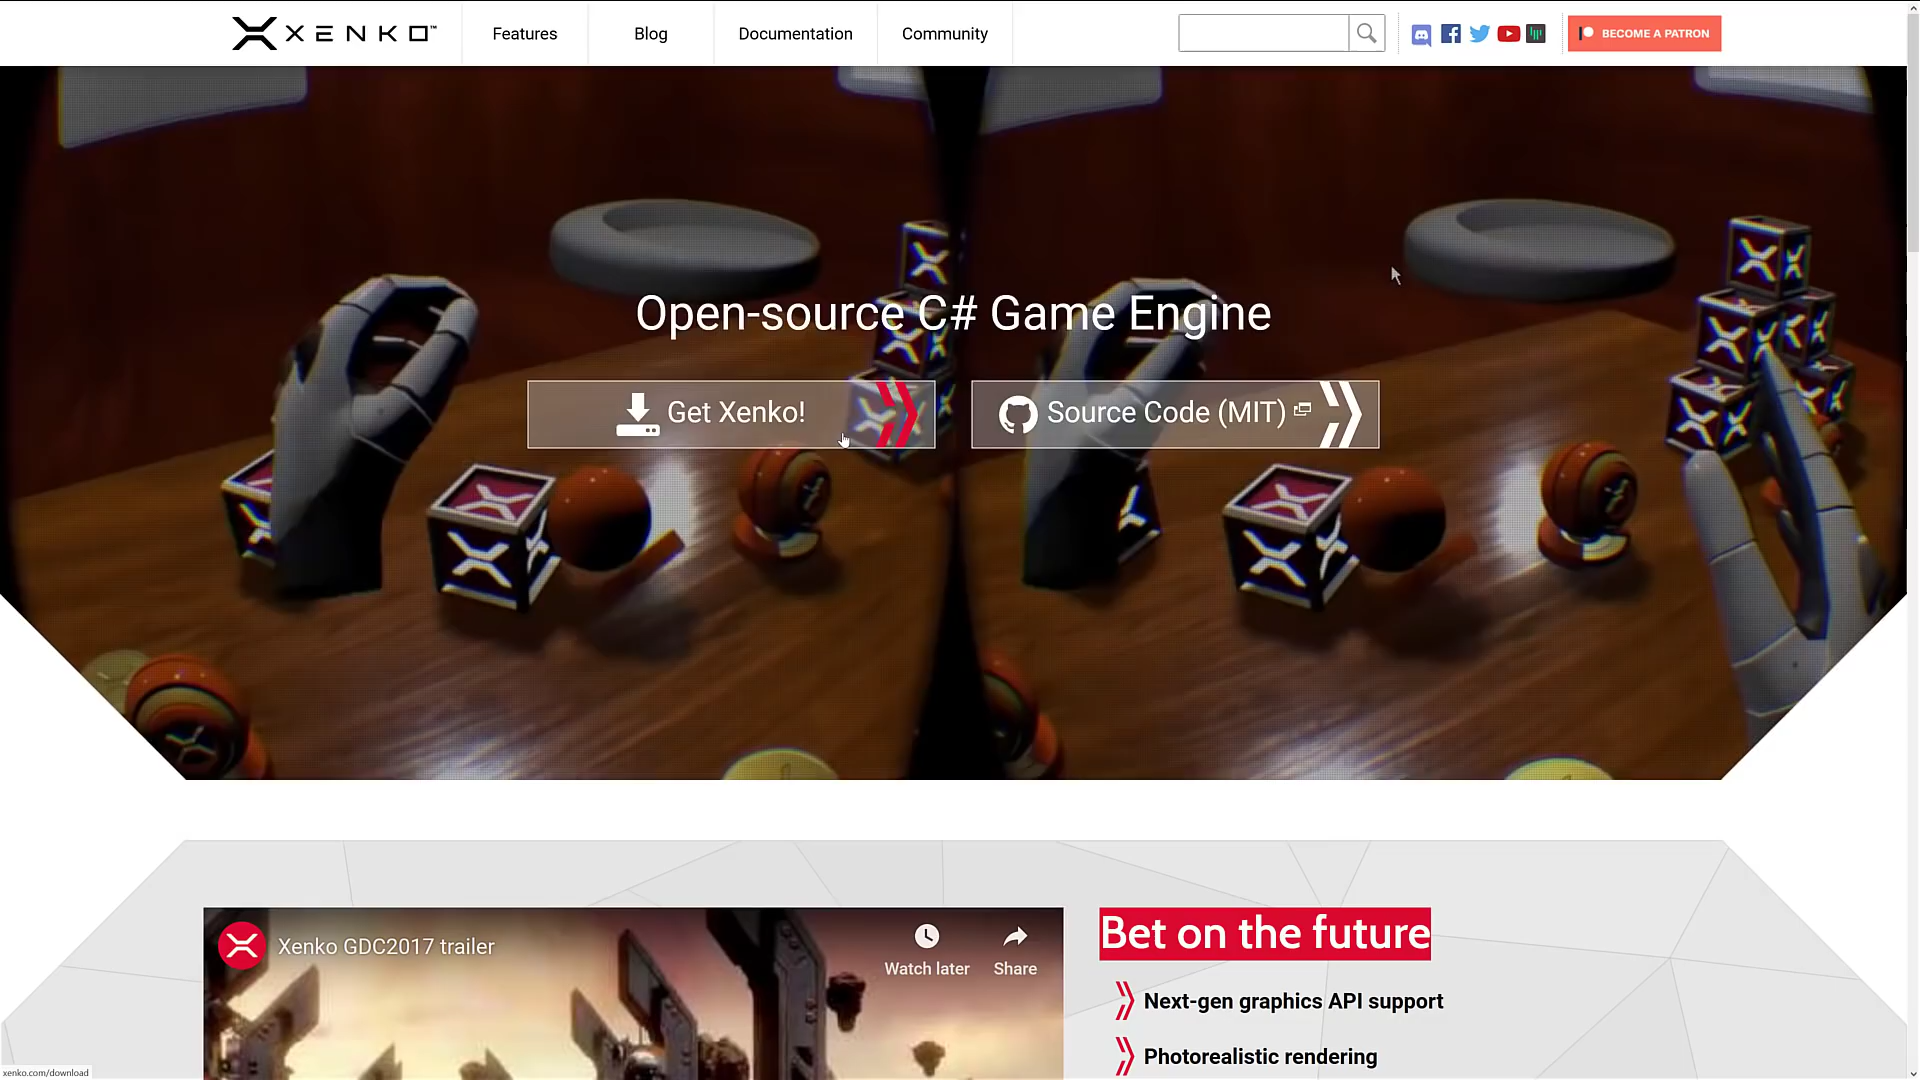 XENKO™
Features
Blog
Documentation
Community
BECOME A PATRON
Open-source C# Game Engine
Get Xenko!
Source Code (MIT)
Xenko GDC2017 trailer
Watch later
Share
Bet on the future
Next-gen graphics API support
Photorealistic rendering
xenko.com/download